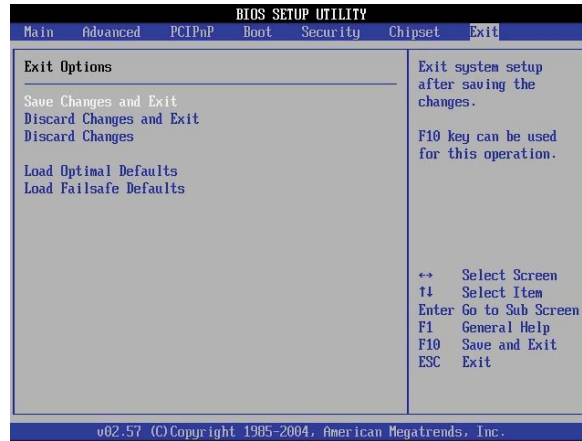 BIOS SETUP UTILITY
Main Advanced PCIPnP Boot Security Chipset Exit
Exit Options
Save Changes and Exit
Discard Changes and Exit
Discard Changes
Load Optimal Defaults
Load Failsafe Defaults
Exit system setup
after saving the
changes.
F10 key can be used
for this operation.
↔ Select Screen
↑↓ Select Item
Enter Go to Sub Screen
F1 General Help
F10 Save and Exit
ESC Exit
v02.57 (C)Copyright 1985-2004, American Megatrends, Inc.